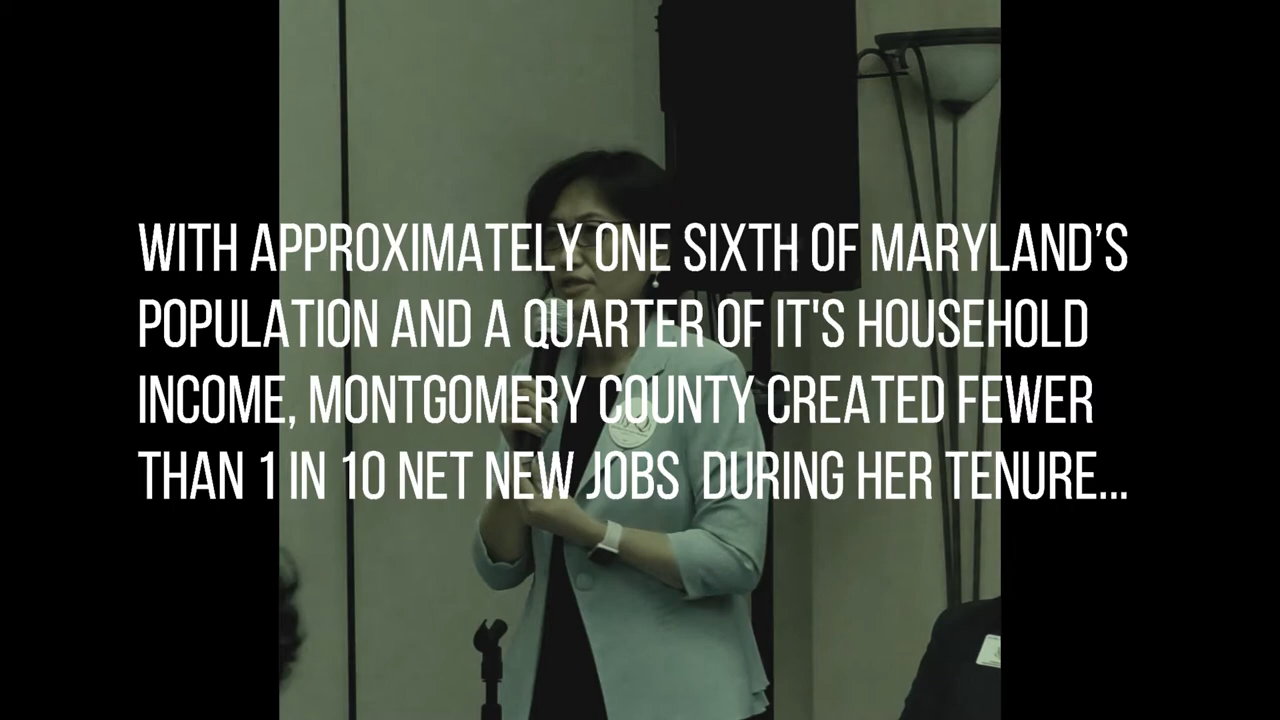 WITH APPROXIMATELY ONE SIXTH OF MARYLAND’S
POPULATION AND A QUARTER OF IT'S HOUSEHOLD
INCOME, MONTGOMERY COUNTY CREATED FEWER
THAN 1 IN 10 NET NEW JOBS DURING HER TENURE...